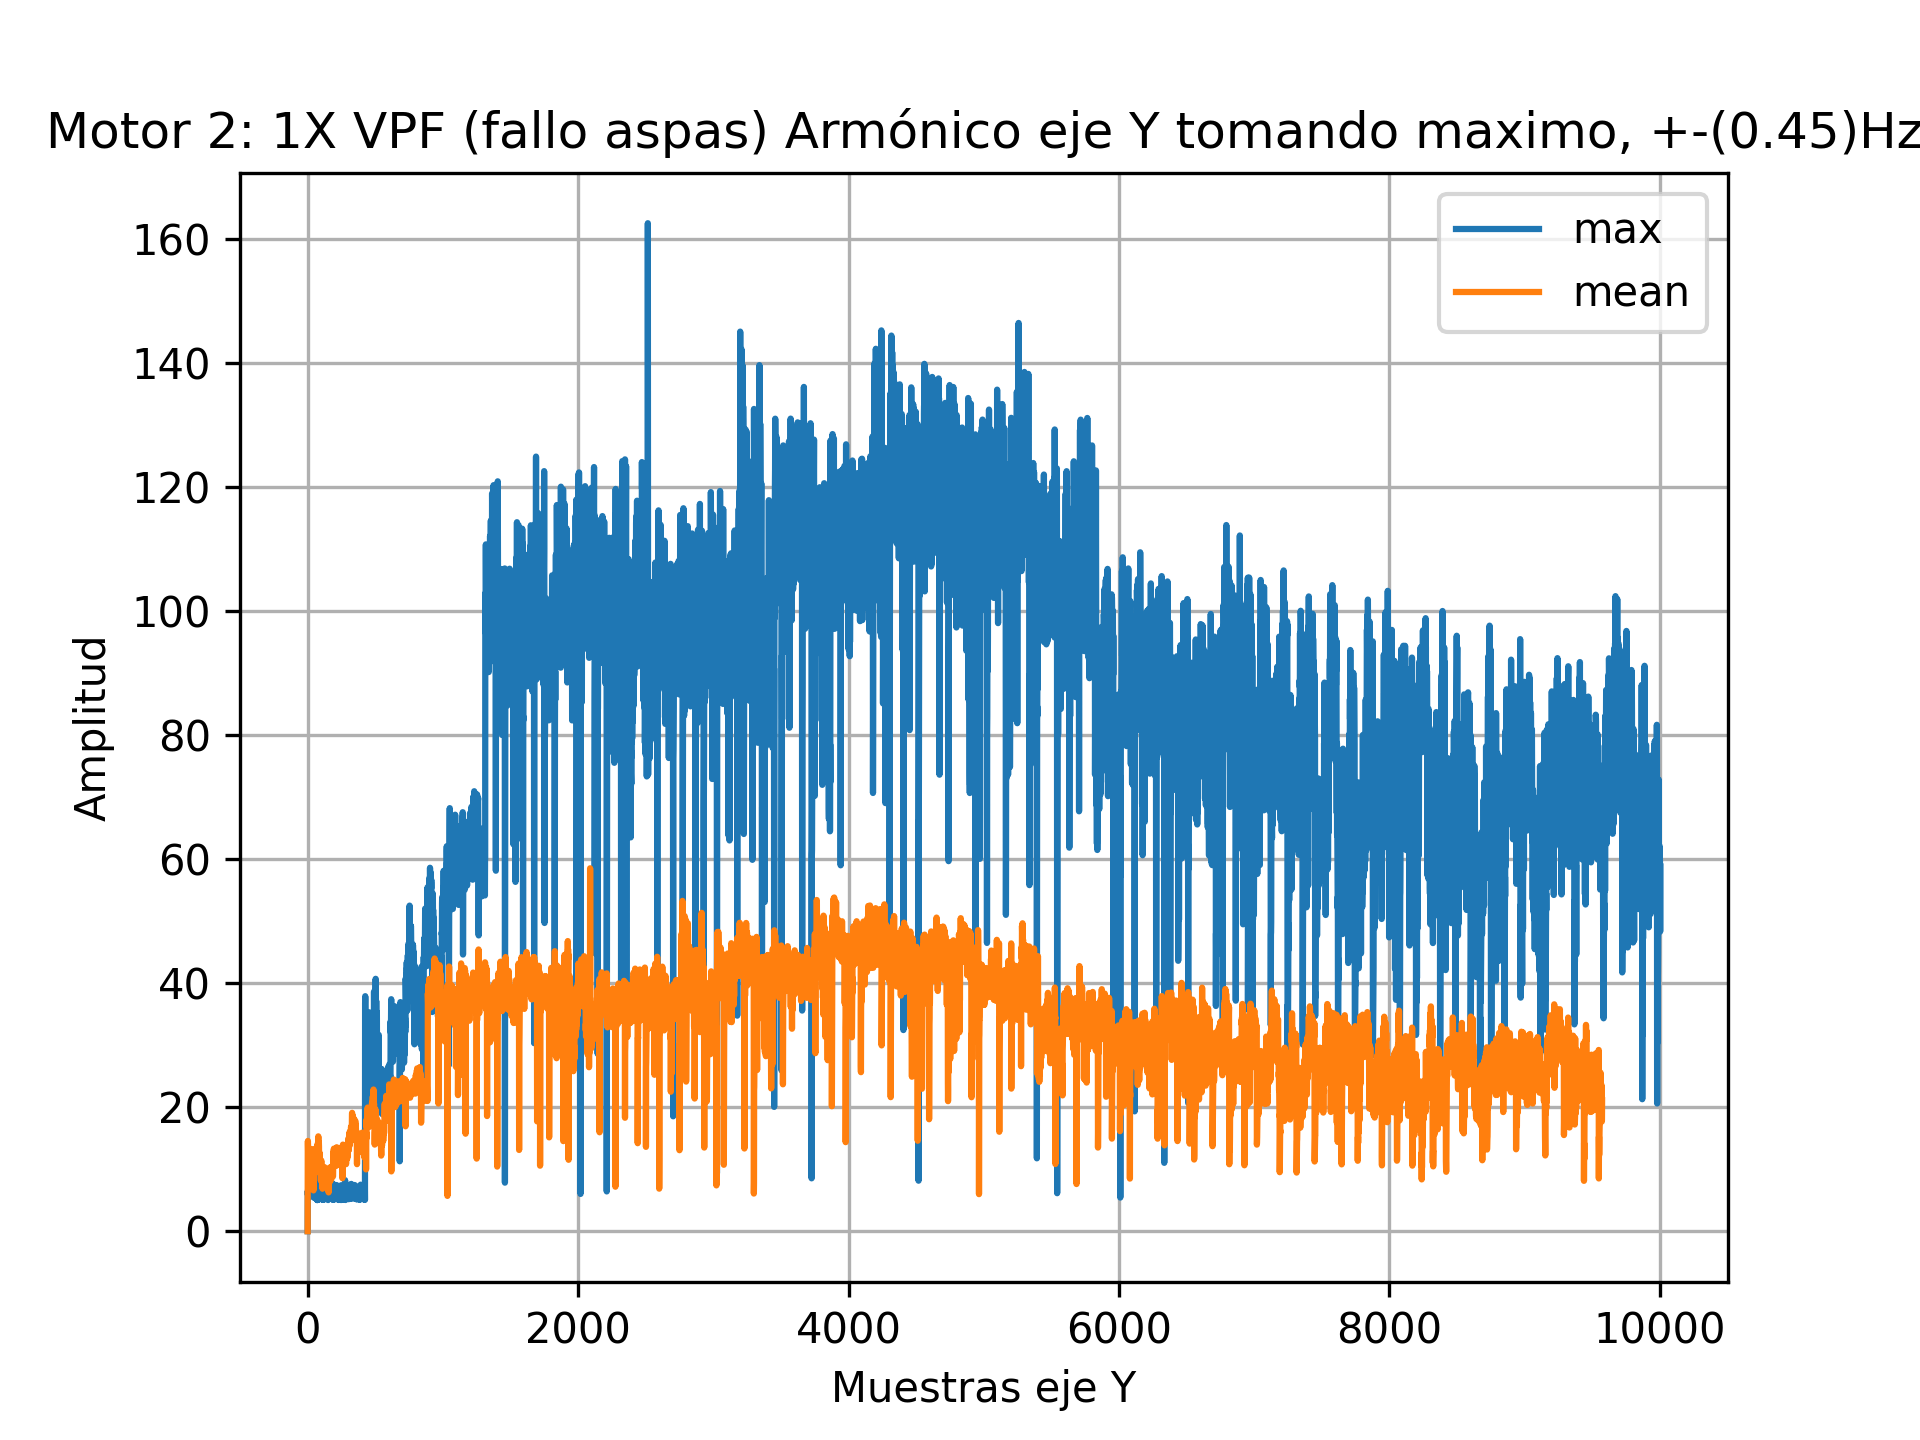 Motor 2: 1X VPF (fallo aspas) Armónico eje Y tomando maximo, +-(0.45)Hz
max
mean
160
140
120
100
80
60
40
20
0
Amplitud
0 2000 4000 6000 8000 10000
Muestras eje Y